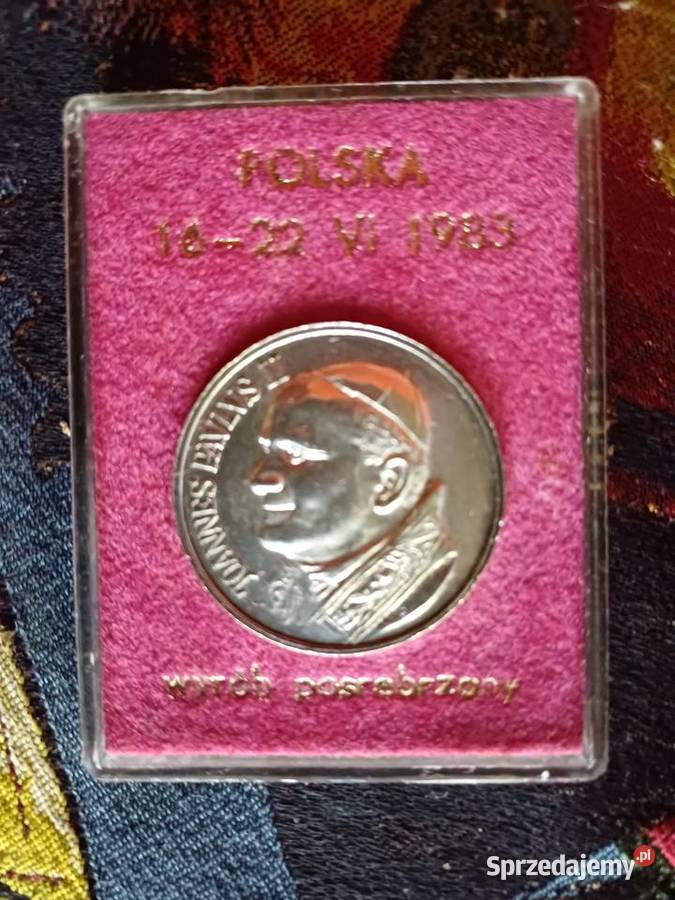 POLSKA
16-22 VI 1983
JOANNES PAVLVS II
wyrób posrebrzany
Sprzedajemy.pl